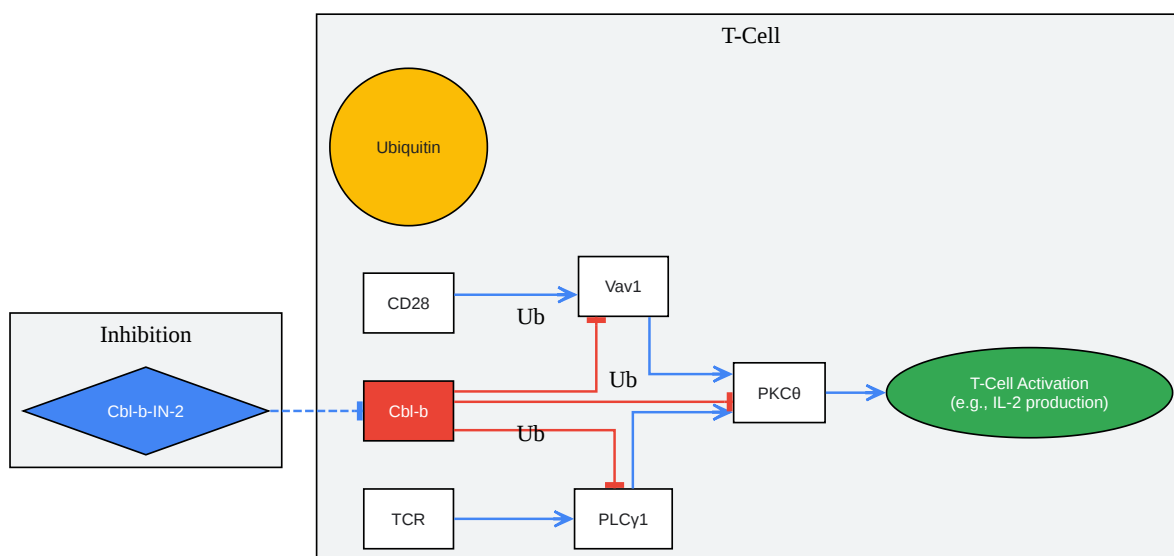 T-Cell
Ubiquitin
CD28
Vav1
Ub
Inhibition
Cbl-b-IN-2
Cbl-b
Ub
Ub
PKCθ
T-Cell Activation
(e.g., IL-2 production)
TCR
PLCγ1